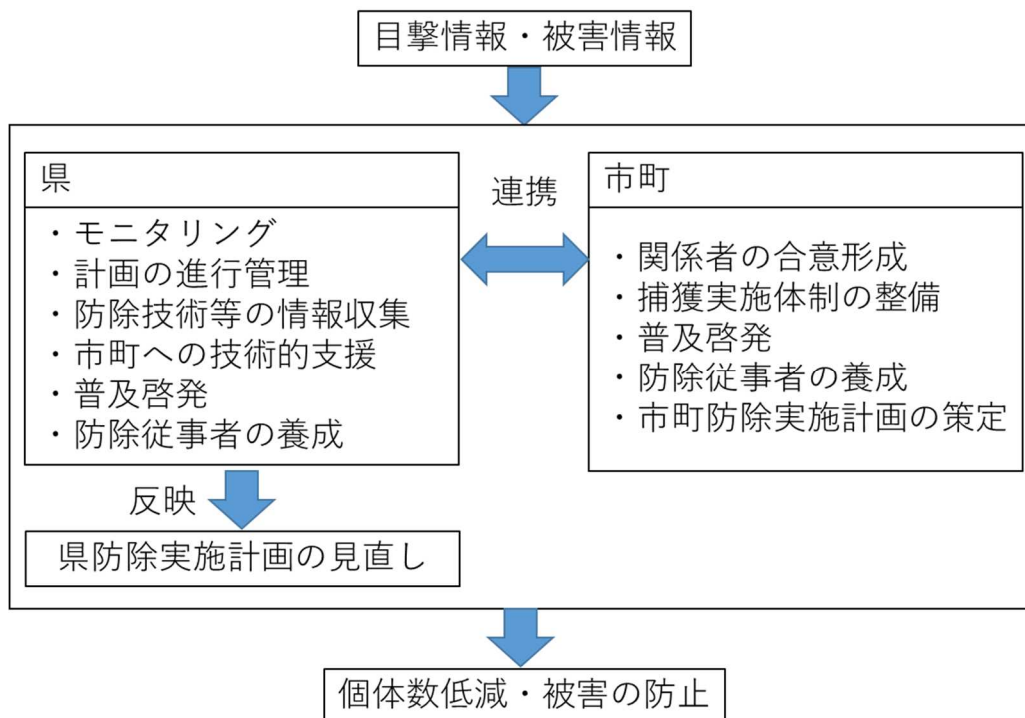 目撃情報・被害情報
県
・モニタリング
・計画の進行管理
・防除技術等の情報収集
・市町への技術的支援
・普及啓発
・防除従事者の養成
連携
市町
・関係者の合意形成
・捕獲実施体制の整備
・普及啓発
・防除従事者の養成
・市町防除実施計画の策定
反映
県防除実施計画の見直し
個体数低減・被害の防止